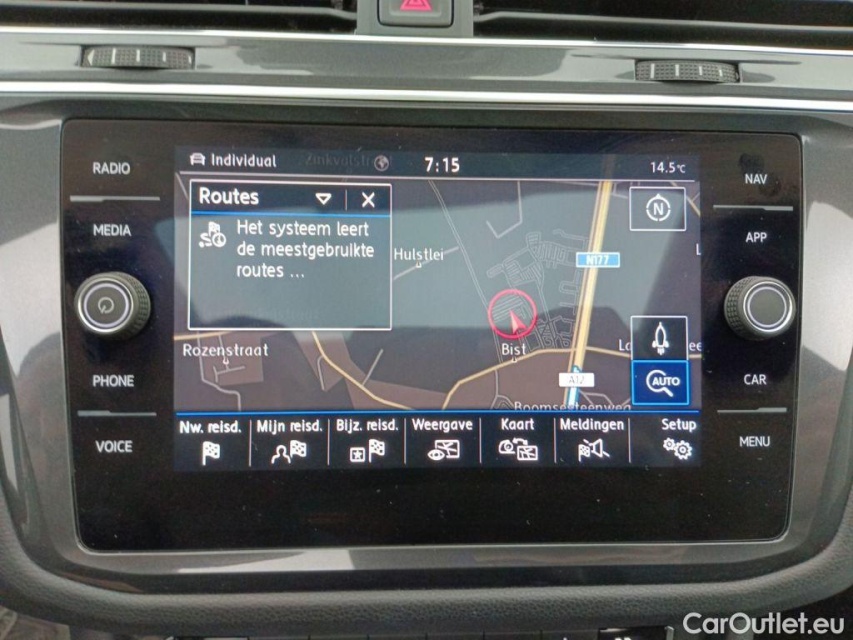 RADIO
MEDIA
PHONE
VOICE
NAV
APP
CAR
MENU
Individual
7:15
14.5°C
Routes
Het systeem leert
de meestgebruikte
routes ...
N
Hulstlei
N177
Rozenstraat
Bist
A12
AUTO
Boomsesteenweg
Nw. reisd.
Mijn reisd.
Bijz. reisd.
Weergave
Kaart
Meldingen
Setup
CarOutlet.eu